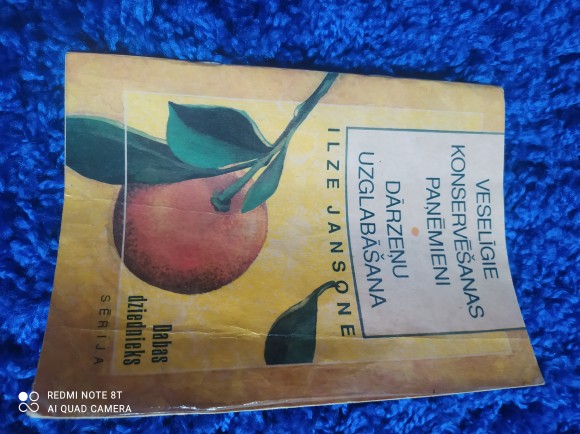 VESELĪGIE
KONSERVĒŠANAS
PAŅĒMIENI
•
DĀRZEŅU
UZGLABĀŠANA
ILZE JANSONE
Dabas
dziednieks
SĒRIJA
REDMI NOTE 8T
AI QUAD CAMERA